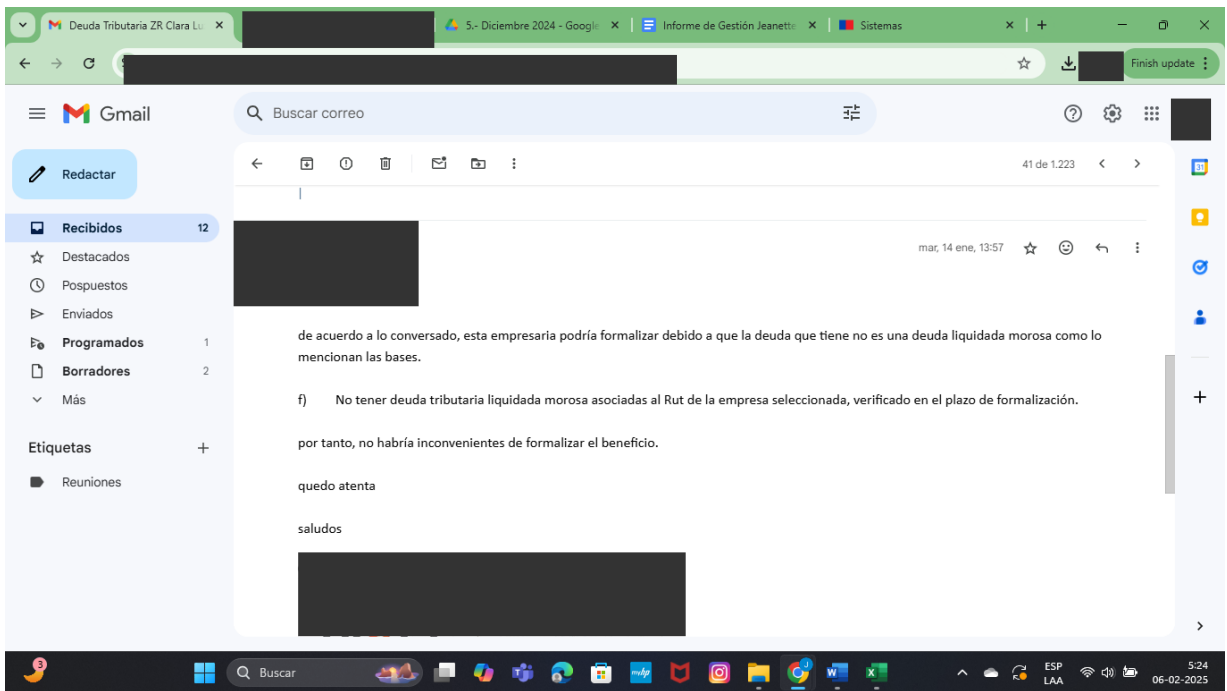 Deuda Tributaria ZR Clara Lu
5.- Diciembre 2024 - Google
Informe de Gestión Jeanette
Sistemas
Finish update
Gmail
Buscar correo
Redactar
41 de 1.223
31
Recibidos 12
mar, 14 ene, 13:57
Destacados
Pospuestos
Enviados
Programados 1
Borradores 2
Más
Etiquetas
Reuniones
de acuerdo a lo conversado, esta empresaria podría formalizar debido a que la deuda que tiene no es una deuda liquidada morosa como lo
mencionan las bases.
f) No tener deuda tributaria liquidada morosa asociadas al Rut de la empresa seleccionada, verificado en el plazo de formalización.
por tanto, no habría inconvenientes de formalizar el beneficio.
quedo atenta
saludos
3
Buscar
myhp
J
ESP
LAA
5:24
06-02-2025